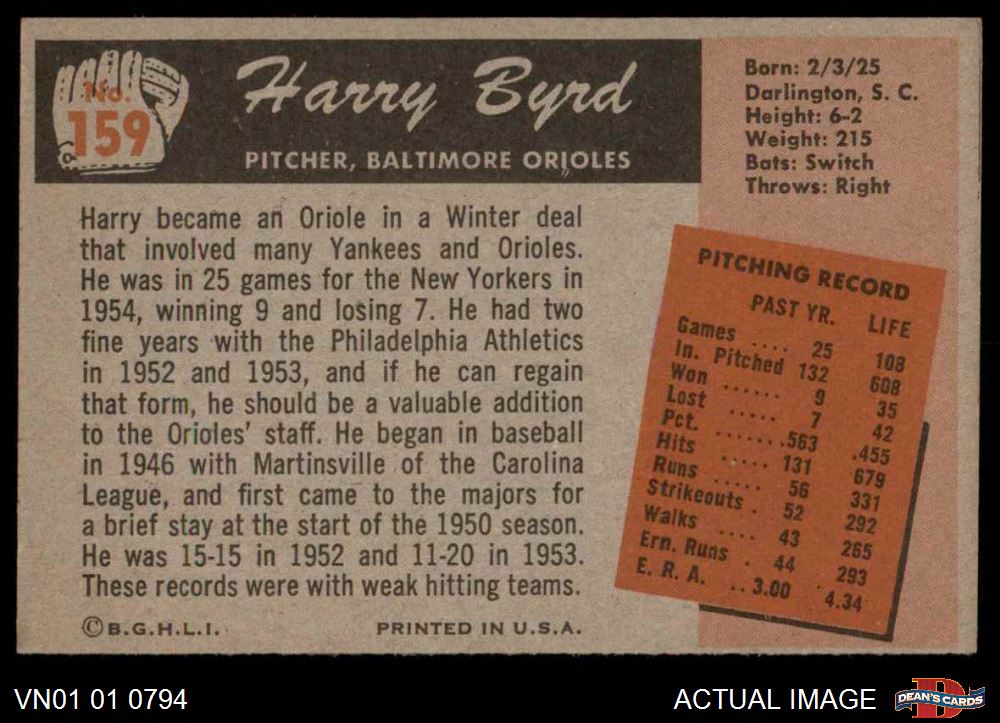 No.
159
Harry Byrd
PITCHER, BALTIMORE ORIOLES
Born: 2/3/25
Darlington, S. C.
Height: 6-2
Weight: 215
Bats: Switch
Throws: Right
Harry became an Oriole in a Winter deal
that involved many Yankees and Orioles.
He was in 25 games for the New Yorkers in
1954, winning 9 and losing 7. He had two
fine years with the Philadelphia Athletics
in 1952 and 1953, and if he can regain
that form, he should be a valuable addition
to the Orioles' staff. He began in baseball
in 1946 with Martinsville of the Carolina
League, and first came to the majors for
a brief stay at the start of the 1950 season.
He was 15-15 in 1952 and 11-20 in 1953.
These records were with weak hitting teams.
©B.G.H.L.I. PRINTED IN U.S.A.
PITCHING RECORD
PAST YR. LIFE
Games .... 25 108
In. Pitched 132 608
Won ...... 9 35
Lost ..... 7 42
Pct. .......563 .455
Hits ..... 131 679
Runs ..... 56 331
Strikeouts . 52 292
Walks .... 43 265
Ern. Runs . 44 293
E. R. A. .. 3.00 4.34
VN01 01 0794
ACTUAL IMAGE
DEAN'S CARDS